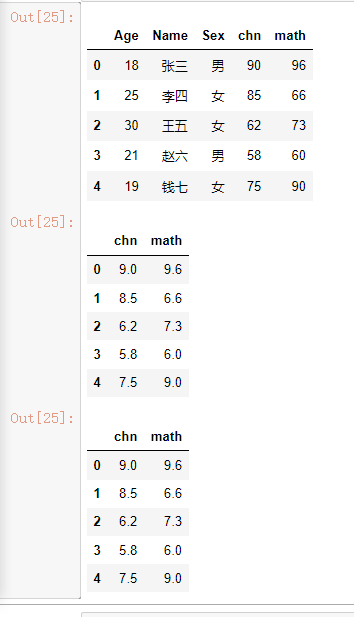 Out[25]:
Age Name Sex chn math
0 18 张三 男 90 96
1 25 李四 女 85 66
2 30 王五 女 62 73
3 21 赵六 男 58 60
4 19 钱七 女 75 90
Out[25]:
chn math
0 9.0 9.6
1 8.5 6.6
2 6.2 7.3
3 5.8 6.0
4 7.5 9.0
Out[25]:
chn math
0 9.0 9.6
1 8.5 6.6
2 6.2 7.3
3 5.8 6.0
4 7.5 9.0